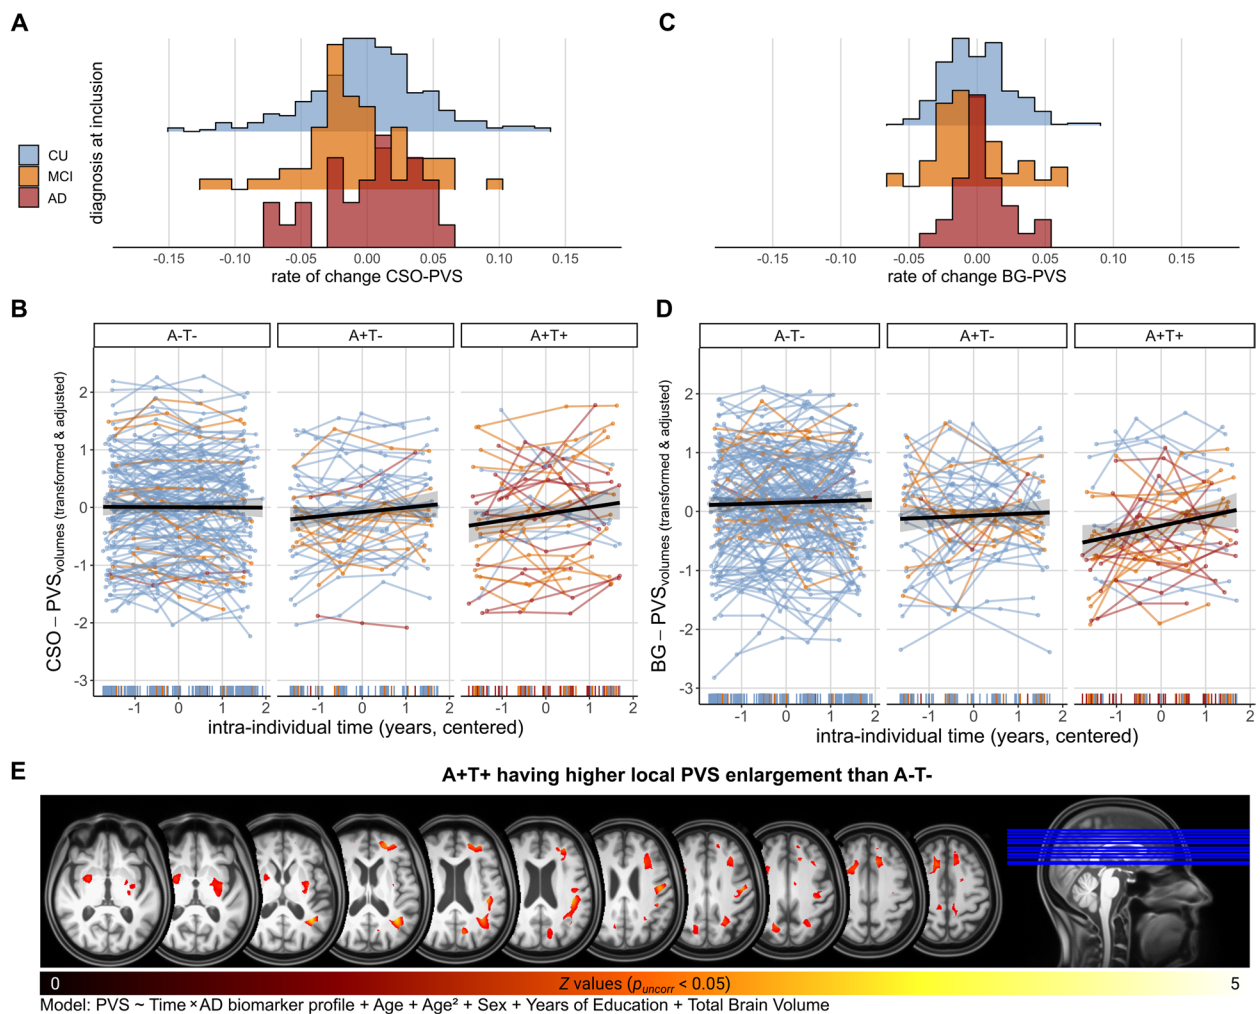 A
diagnosis at inclusion
CU
MCI
AD
-0.15 -0.10 -0.05 0.00 0.05 0.10 0.15
rate of change CSO-PVS
C
-0.15 -0.10 -0.05 0.00 0.05 0.10 0.15
rate of change BG-PVS
B
A-T- A+T- A+T+
CSO – PVSvolumes (transformed & adjusted)
2
1
0
-1
-2
-3
-1 0 1 2 -1 0 1 2 -1 0 1 2
intra-individual time (years, centered)
D
A-T- A+T- A+T+
BG – PVSvolumes (transformed & adjusted)
2
1
0
-1
-2
-3
-1 0 1 2 -1 0 1 2 -1 0 1 2
intra-individual time (years, centered)
E
A+T+ having higher local PVS enlargement than A-T-
0 Z values (puncorr < 0.05) 5
Model: PVS ~ Time × AD biomarker profile + Age + Age² + Sex + Years of Education + Total Brain Volume